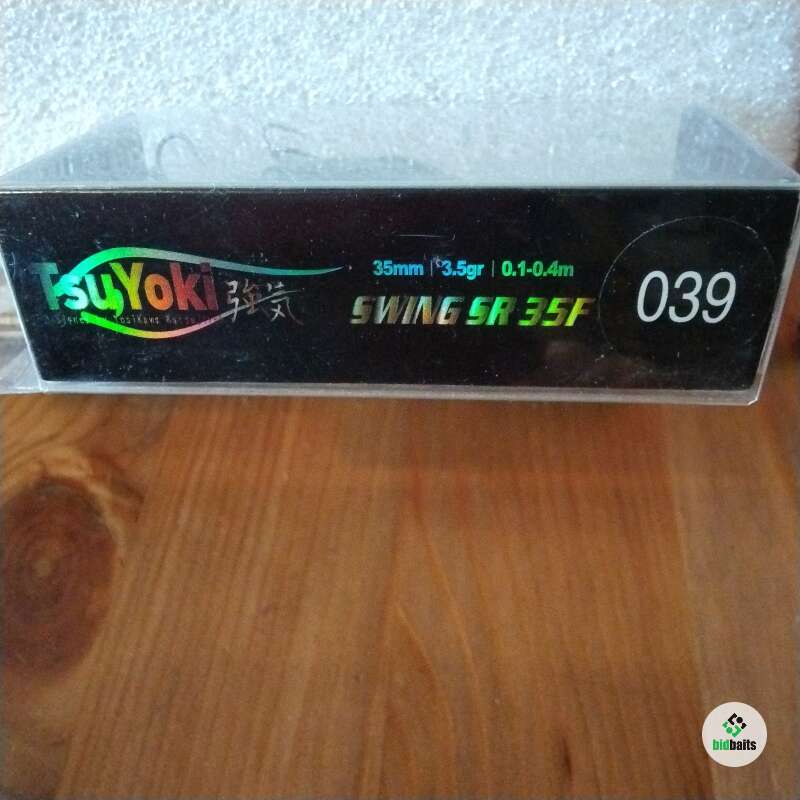 TsuYoki 強気
35mm | 3.5gr | 0.1-0.4m
SWING SR 35F
039
bidbaits